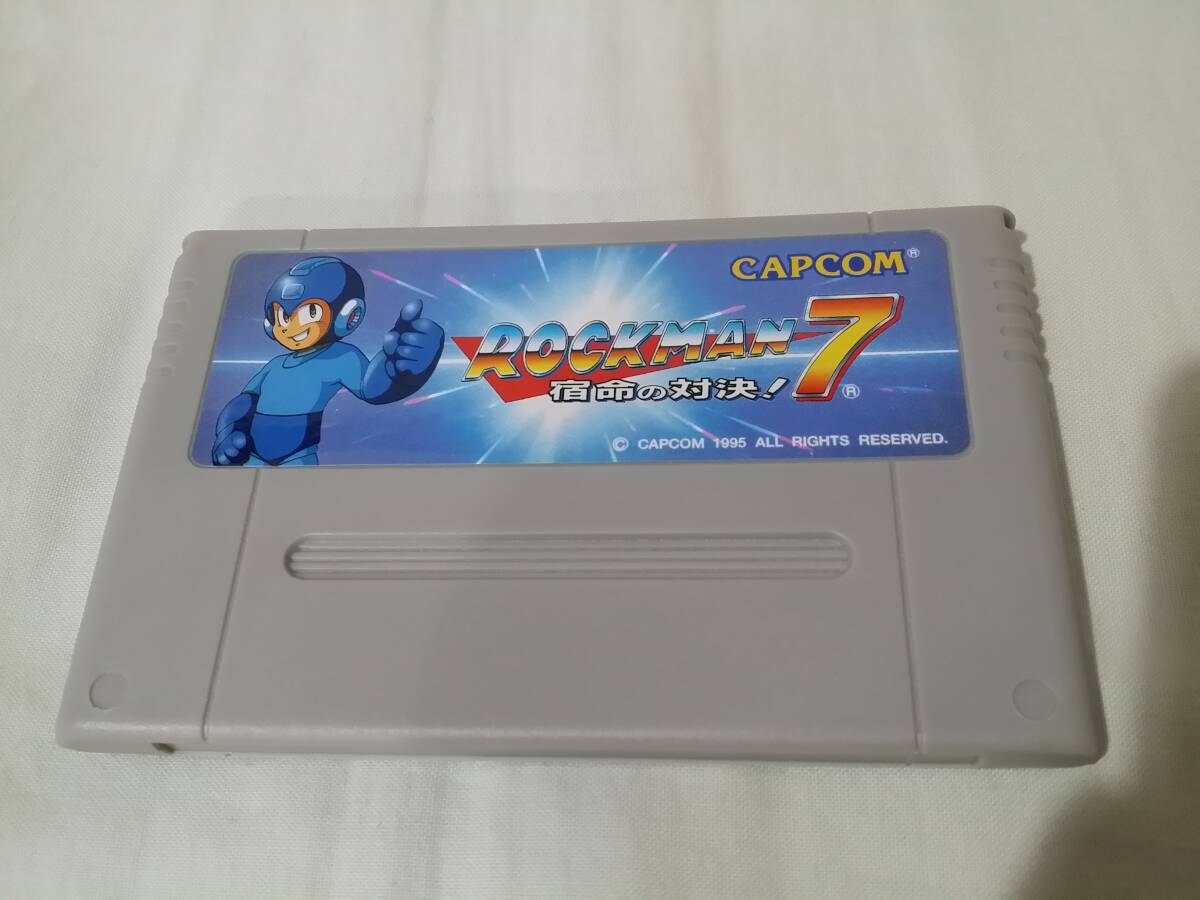 CAPCOM®
ROCKMAN 7®
宿命の対決!
© CAPCOM 1995 ALL RIGHTS RESERVED.